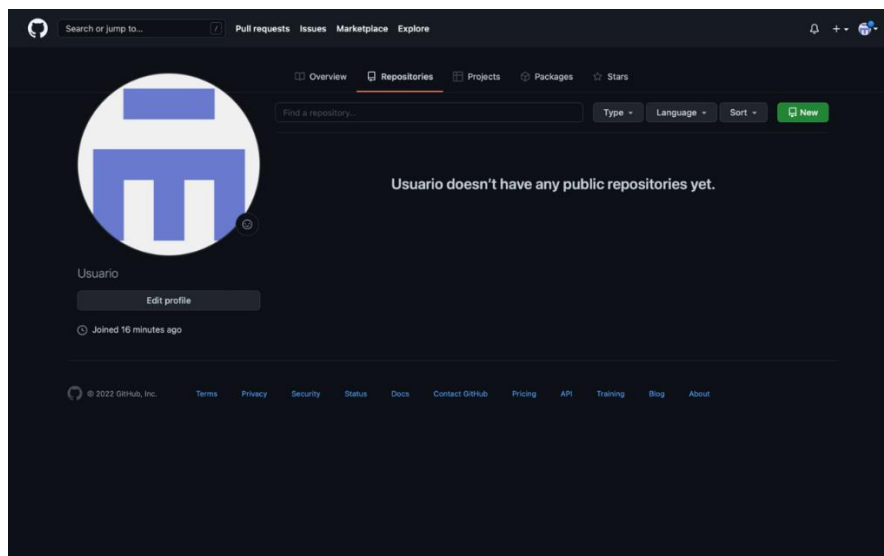 Search or jump to... / Pull requests Issues Marketplace Explore
Overview Repositories Projects Packages Stars
Find a repository... Type Language Sort New
Usuario doesn't have any public repositories yet.
Usuario
Edit profile
Joined 16 minutes ago
© 2022 GitHub, Inc. Terms Privacy Security Status Docs Contact GitHub Pricing API Training Blog About